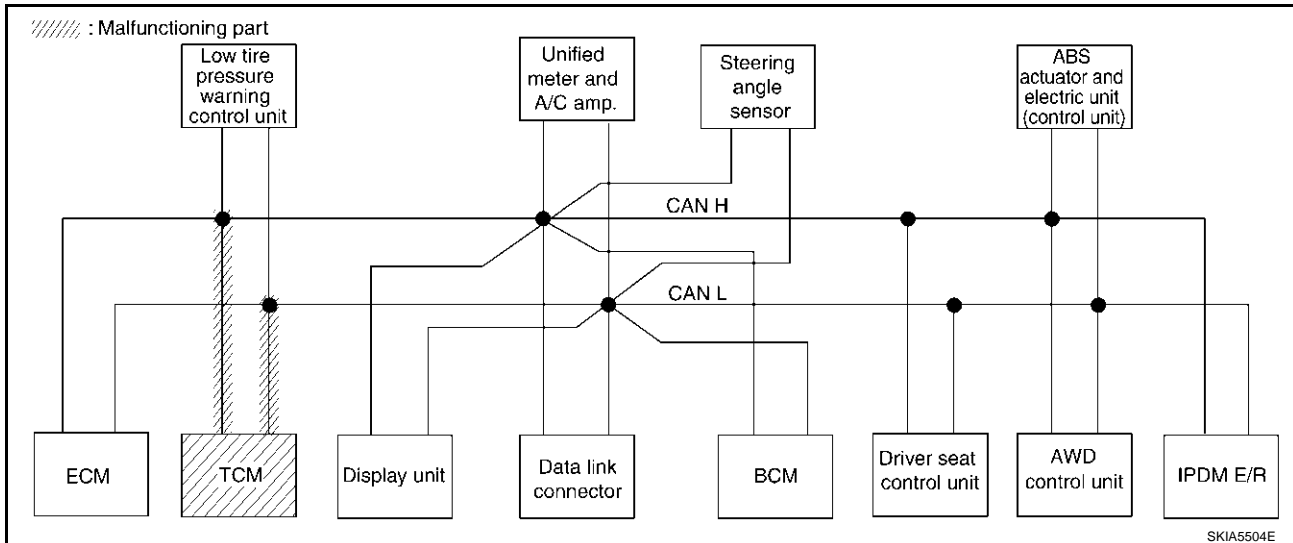 : Malfunctioning part
Low tire
pressure
warning
control unit
Unified
meter and
A/C amp.
Steering
angle
sensor
ABS
actuator and
electric unit
(control unit)
CAN H
CAN L
ECM
TCM
Display unit
Data link
connector
BCM
Driver seat
control unit
AWD
control unit
IPDM E/R
SKIA5504E